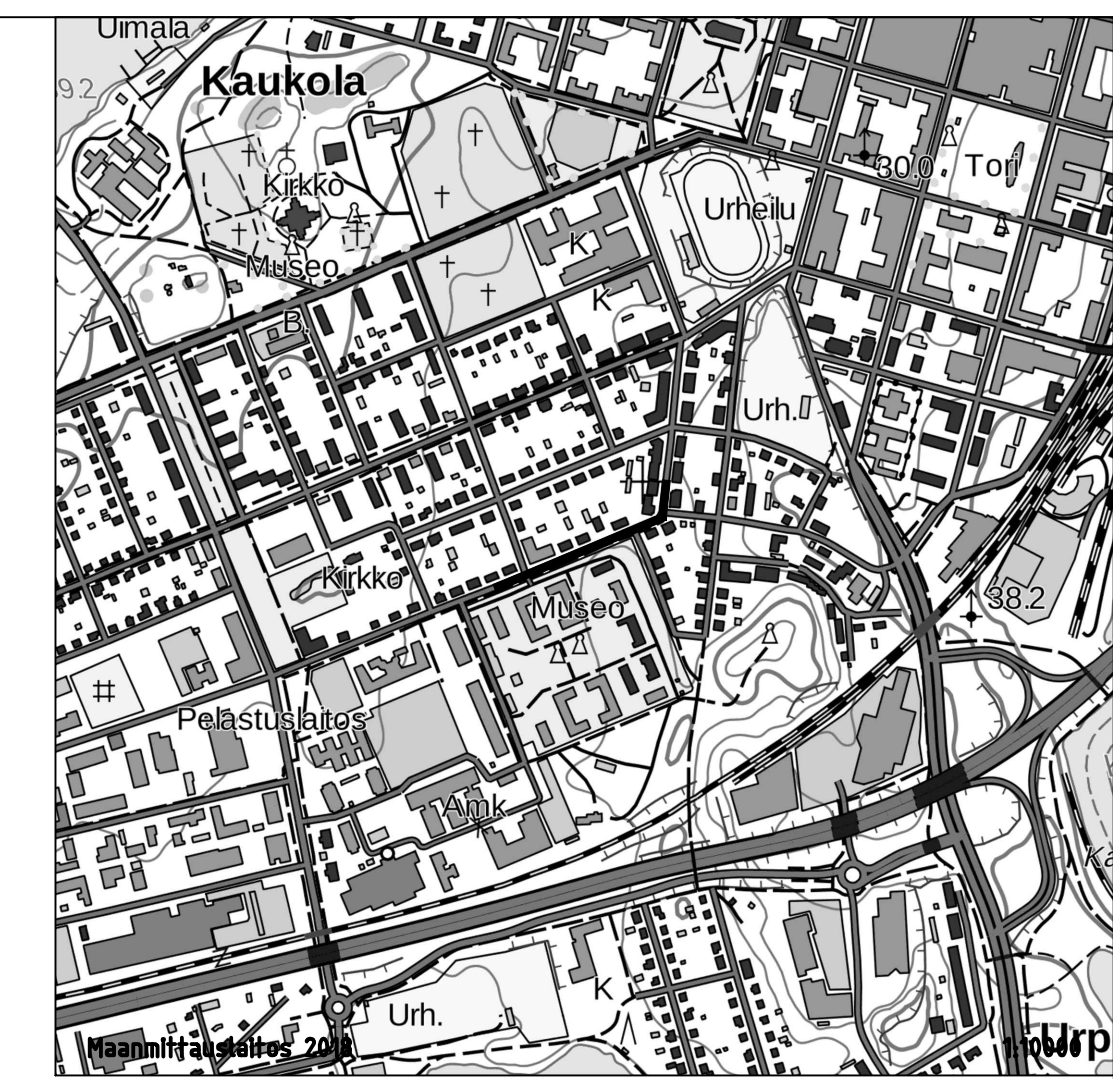 Uimala
Kaukola
9.2
30.0
Tori
Kirkko
Urheilu
K
Museo
K
B.
Urh.
Kirkko
Museo
38.2
Pelastuslaitos
Amk
K
Urh.
Maanmittauslaitos 2018
1:10000
Urp